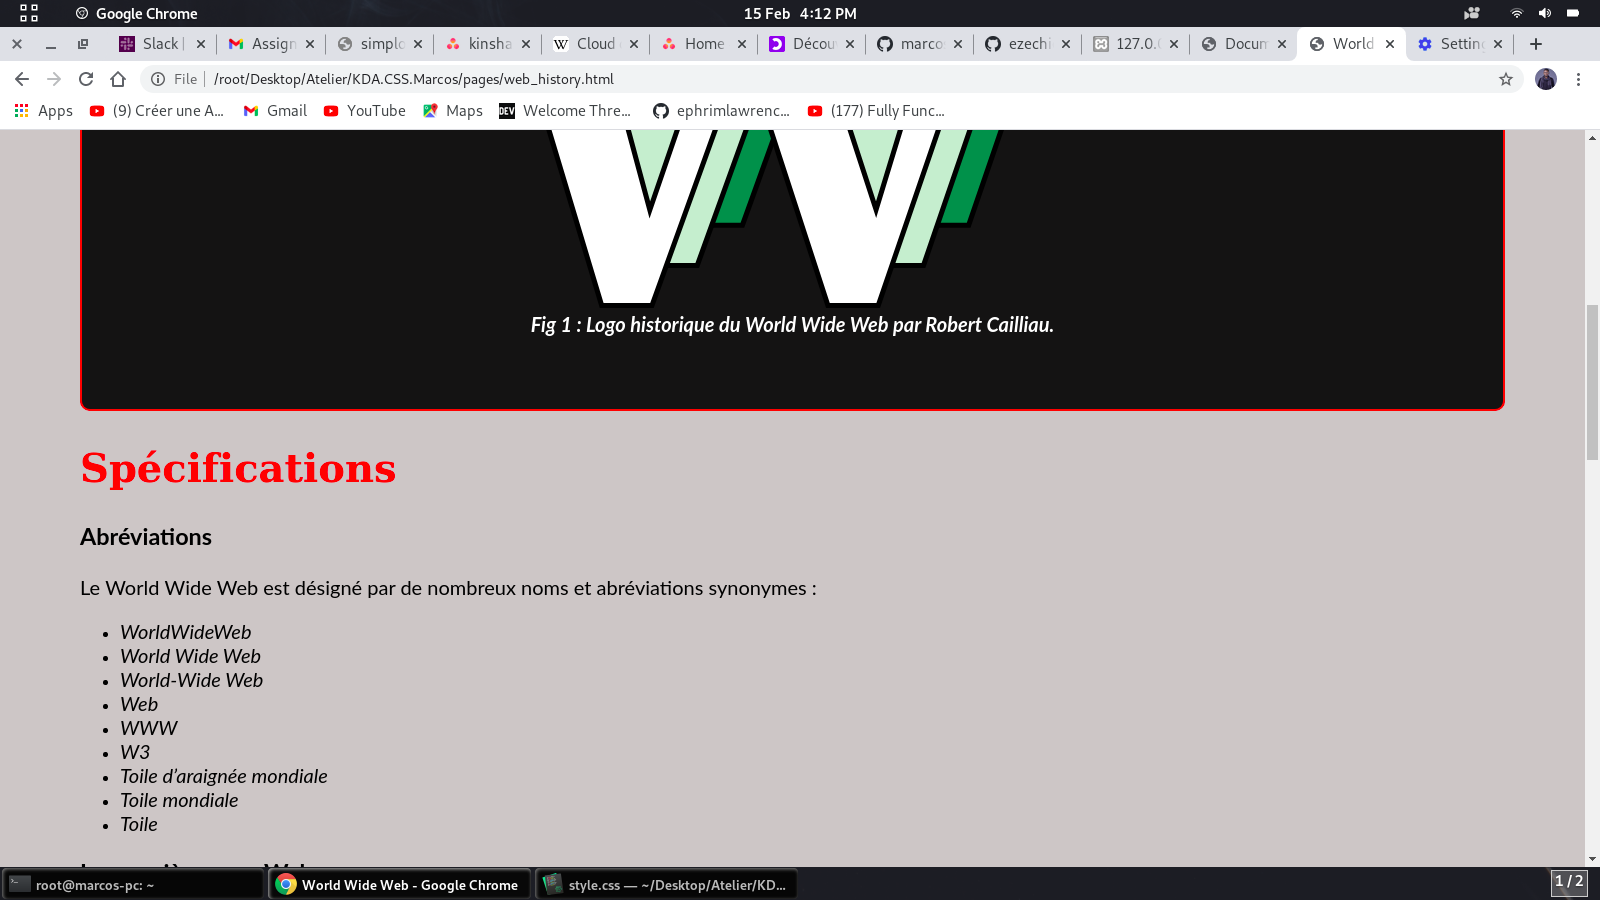 Google Chrome
15 Feb 4:12 PM
Slack |
Assign
simplo
kinsha
Cloud
Home
Découv
marco
ezechi
127.0.
Docum
World
Settin
File /root/Desktop/Atelier/KDA.CSS.Marcos/pages/web_history.html
Apps
(9) Créer une A...
Gmail
YouTube
Maps
DEV Welcome Thre...
ephrimlawrenc...
(177) Fully Func...
Fig 1 : Logo historique du World Wide Web par Robert Cailliau.
Spécifications
Abréviations
Le World Wide Web est désigné par de nombreux noms et abréviations synonymes :
WorldWideWeb
World Wide Web
World-Wide Web
Web
WWW
W3
Toile d’araignée mondiale
Toile mondiale
Toile
root@marcos-pc: ~
World Wide Web - Google Chrome
style.css — ~/Desktop/Atelier/KD...
1 / 2